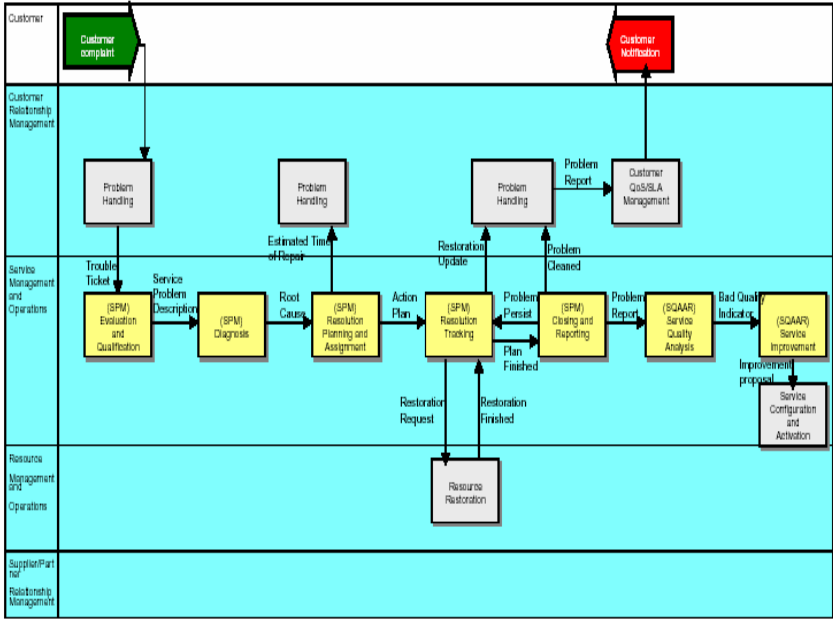 Customer
Customer
complaint
Customer
Notification
Customer
Relationship
Management
Problem
Handling
Problem
Handling
Problem
Handling
Problem
Report
Customer
QoS/SLA
Management
Estimated Time
of Repair
Restoration
Update
Problem
Cleaned
Service
Management
and
Operations
Trouble
Ticket
Service
Problem
Description
Root
Cause
Action
Plan
Problem
Persist
Plan
Finished
Problem
Report
Bad Quality
Indicator
(SPM)
Evaluation
and
Qualification
(SPM)
Diagnosis
(SPM)
Resolution
Planning and
Assignment
(SPM)
Resolution
Tracking
(SPM)
Closing and
Reporting
(SQAAR)
Service
Quality
Analysis
(SQAAR)
Service
Improvement
Improvement
proposal
Restoration
Request
Restoration
Finished
Service
Configuration
and
Activation
Resource
Management
and
Operations
Resource
Restoration
Supplier/Part
ner
Relationship
Management